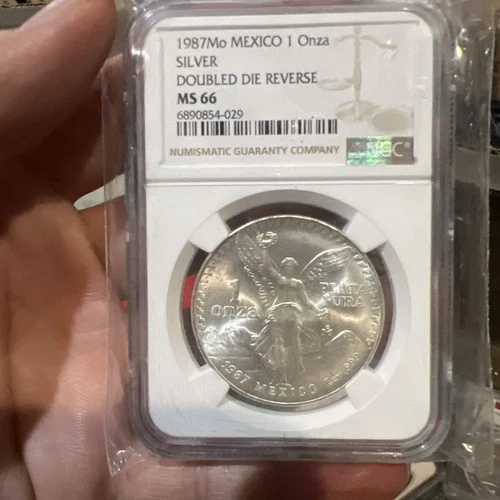 1987Mo MEXICO 1 Onza
SILVER
DOUBLED DIE REVERSE
MS 66
6890854-029
NUMISMATIC GUARANTY COMPANY
NGC
1
onza
PLATA
PURA
1987 MEXICO